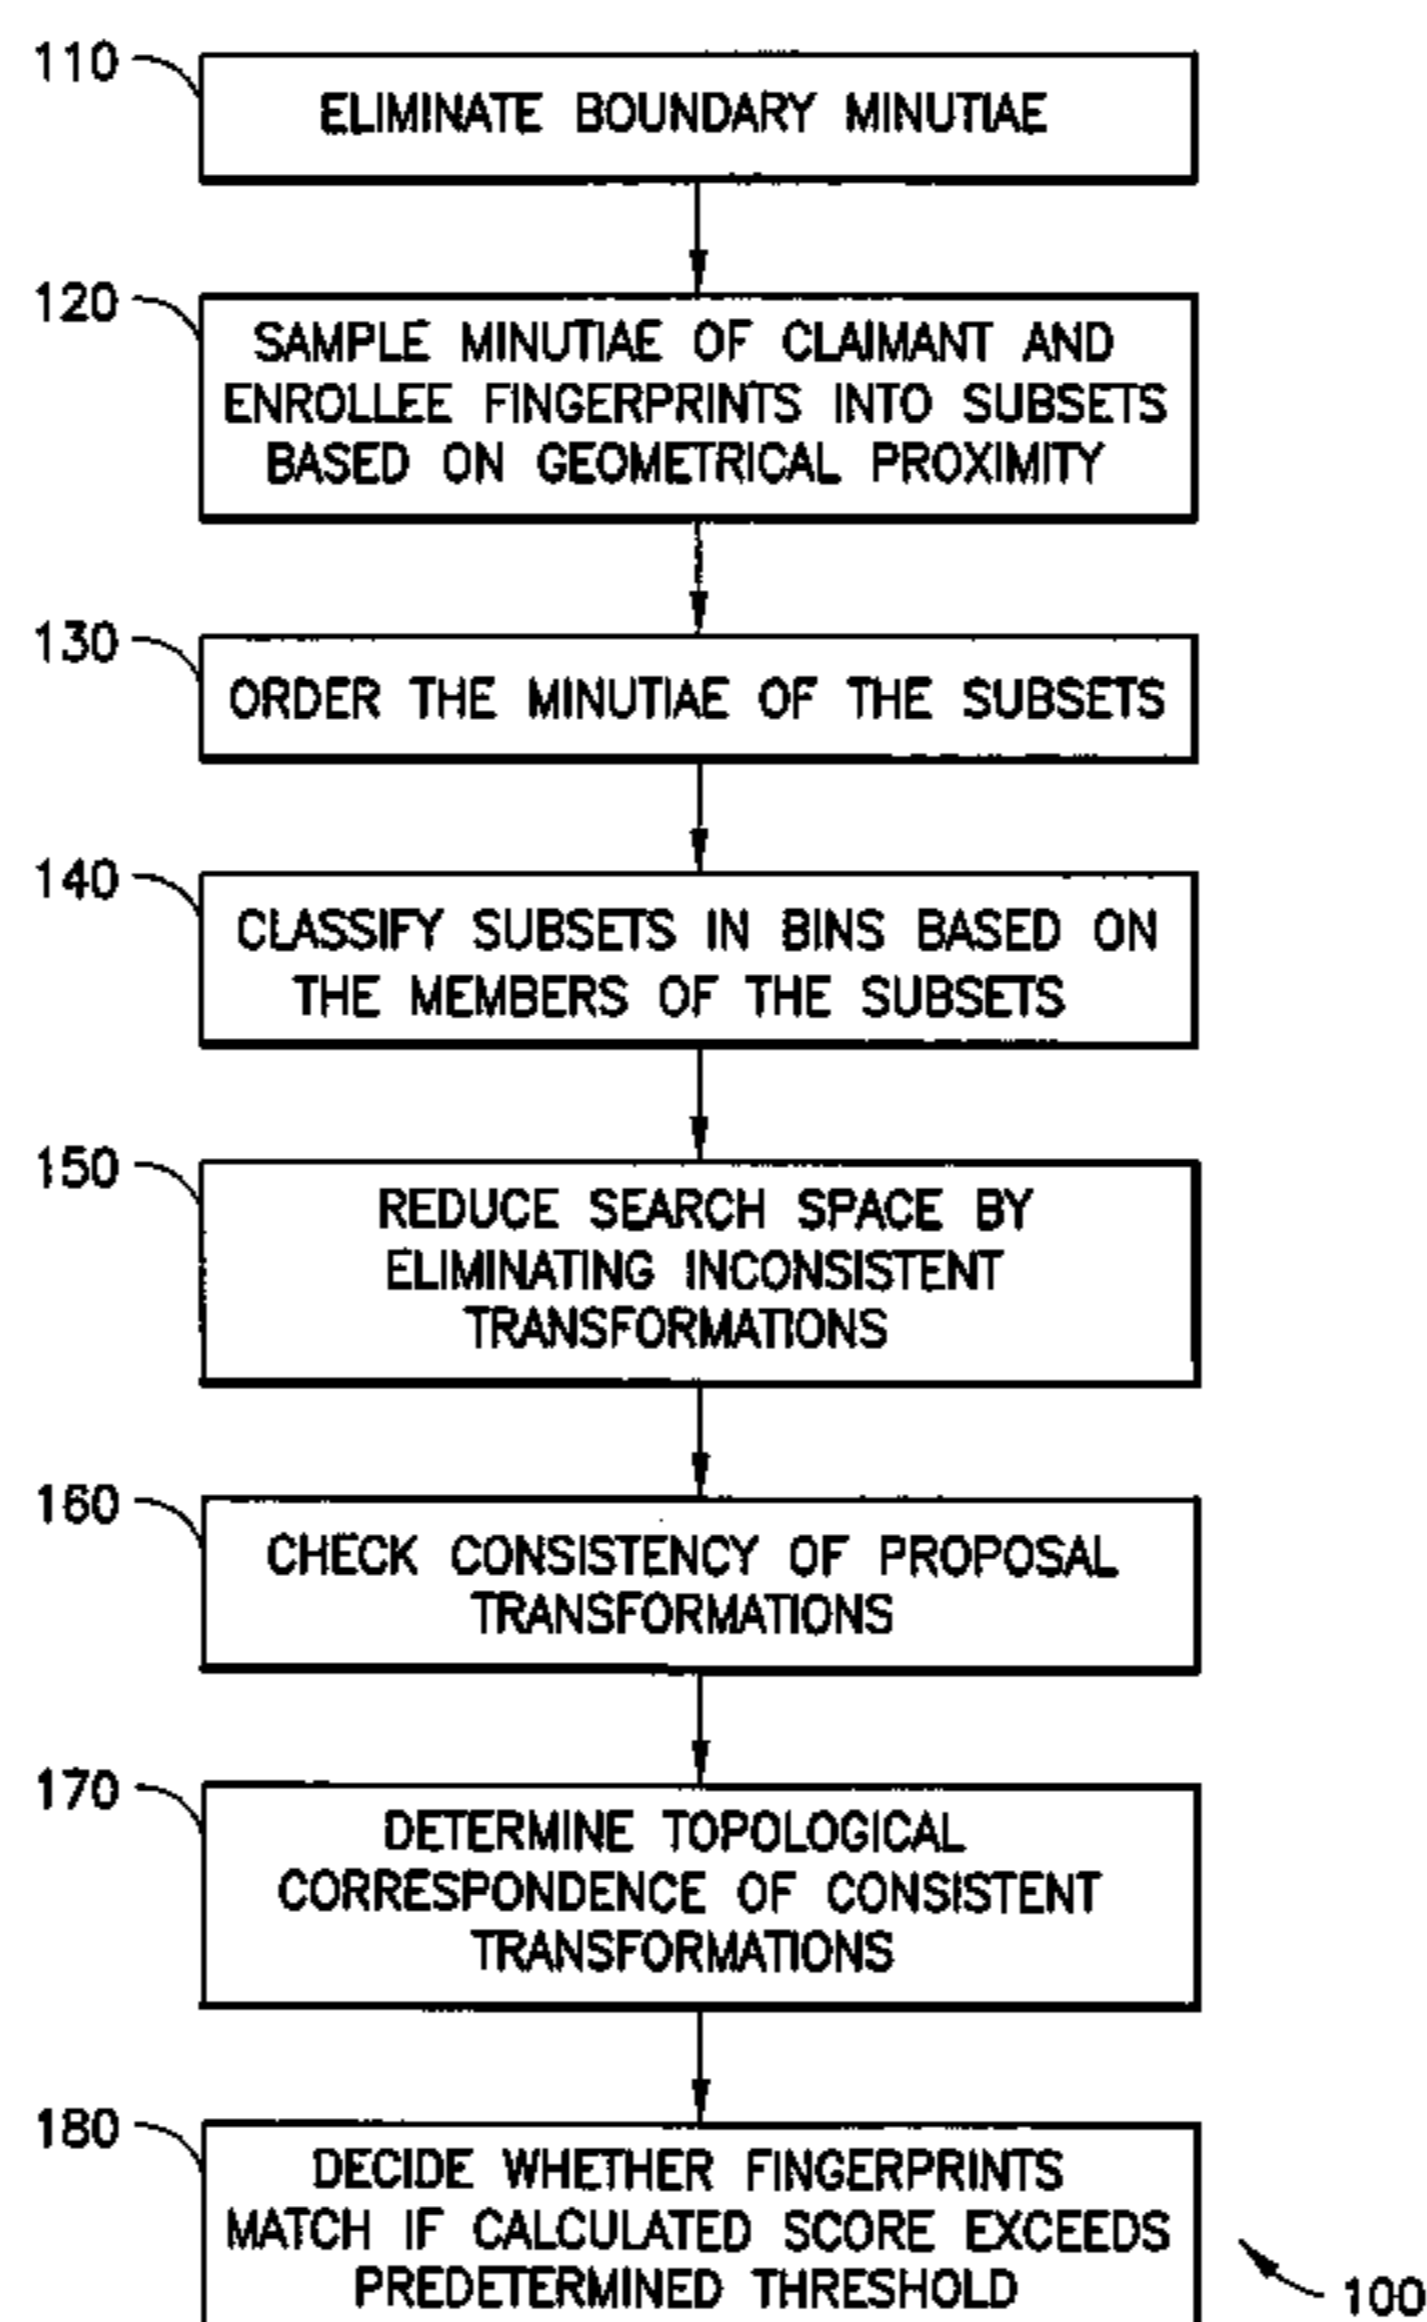 110
ELIMINATE BOUNDARY MINUTIAE
120
SAMPLE MINUTIAE OF CLAIMANT AND
ENROLLEE FINGERPRINTS INTO SUBSETS
BASED ON GEOMETRICAL PROXIMITY
130
ORDER THE MINUTIAE OF THE SUBSETS
140
CLASSIFY SUBSETS IN BINS BASED ON
THE MEMBERS OF THE SUBSETS
150
REDUCE SEARCH SPACE BY
ELIMINATING INCONSISTENT
TRANSFORMATIONS
160
CHECK CONSISTENCY OF PROPOSAL
TRANSFORMATIONS
170
DETERMINE TOPOLOGICAL
CORRESPONDENCE OF CONSISTENT
TRANSFORMATIONS
180
DECIDE WHETHER FINGERPRINTS
MATCH IF CALCULATED SCORE EXCEEDS
PREDETERMINED THRESHOLD
100